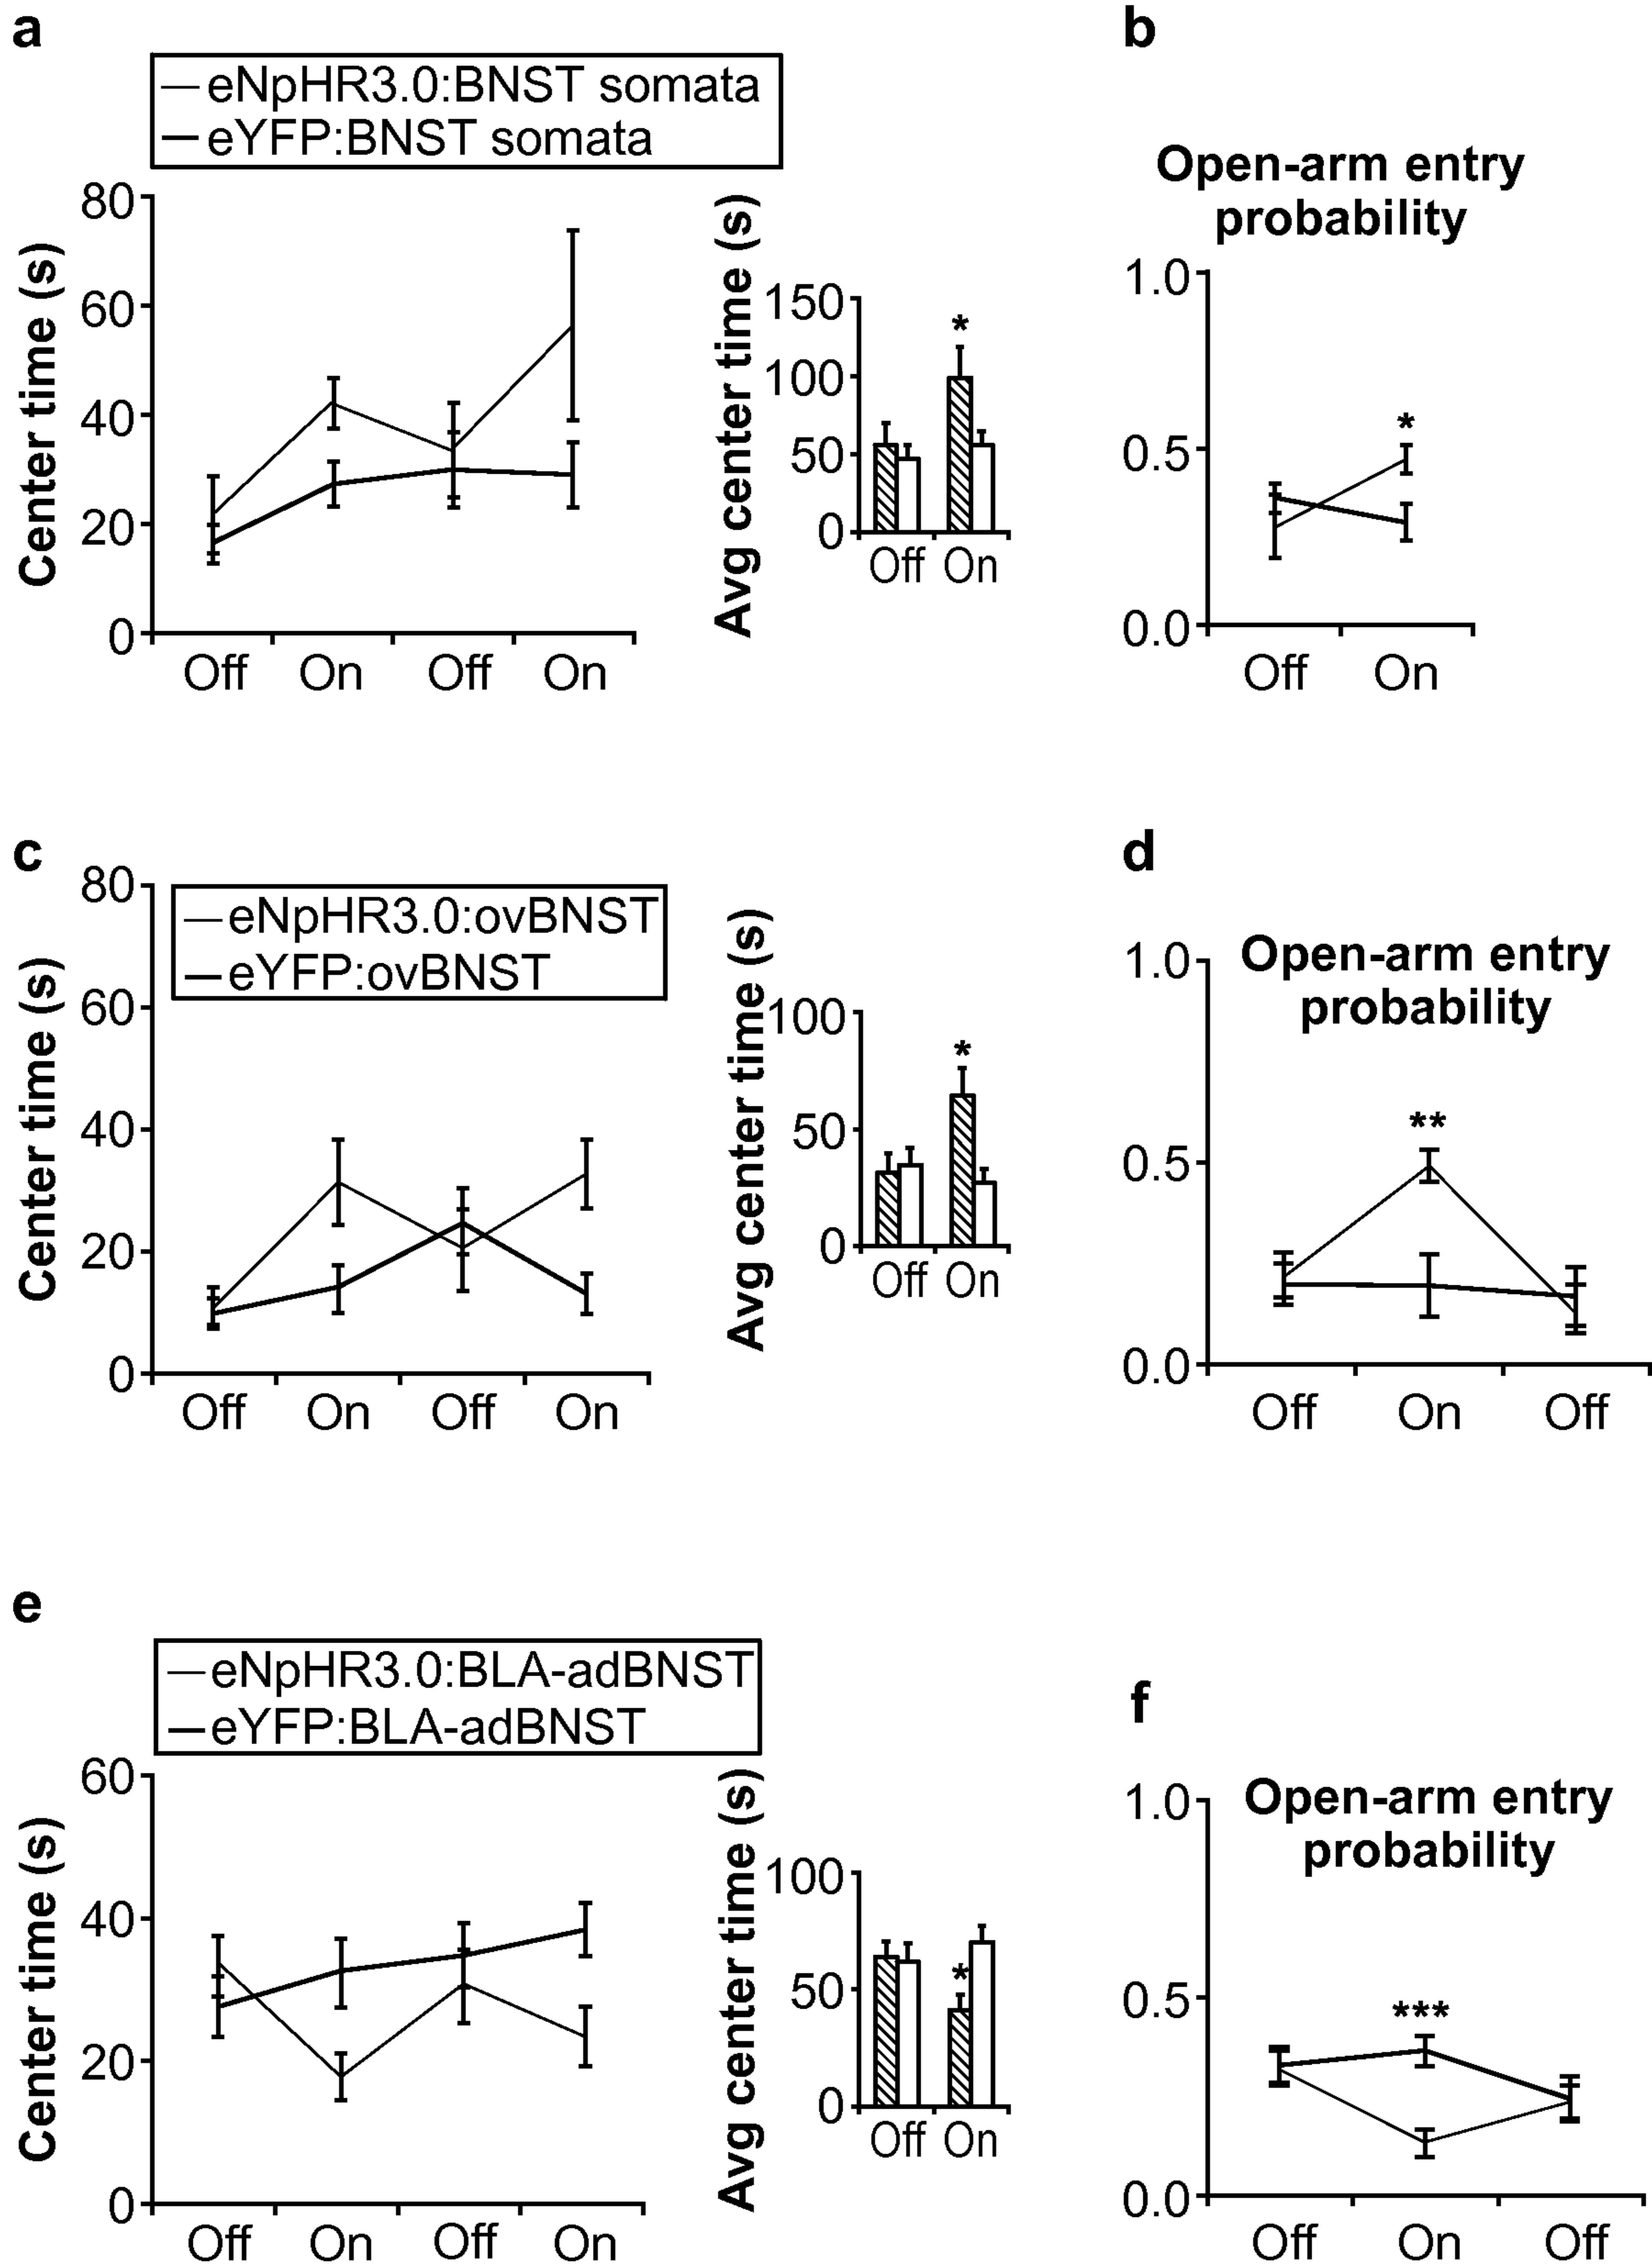 a
eNpHR3.0:BNST somata
eYFP:BNST somata
Center time (s)
80
60
40
20
0
Off On Off On
Avg center time (s)
150
100
50
0
*
Off On
b
Open-arm entry
probability
1.0
0.5
0.0
*
Off On
c
eNpHR3.0:ovBNST
eYFP:ovBNST
Center time (s)
80
60
40
20
0
Off On Off On
Avg center time (s)
100
50
0
*
Off On
d
Open-arm entry
probability
1.0
0.5
0.0
**
Off On Off
e
eNpHR3.0:BLA-adBNST
eYFP:BLA-adBNST
Center time (s)
60
40
20
0
Off On Off On
Avg center time (s)
100
50
0
*
Off On
f
Open-arm entry
probability
1.0
0.5
0.0
***
Off On Off